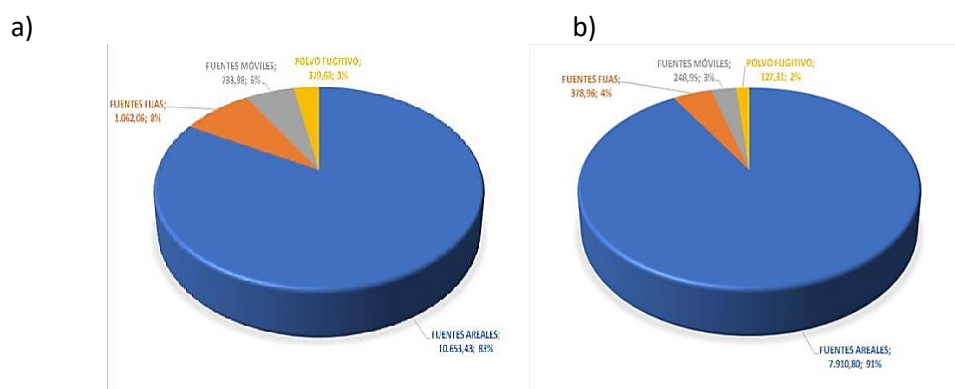 a)
b)
POLVO FUGITIVO;
379,60; 3%
FUENTES MÓVILES;
733,98; 6%
FUENTES FIJAS;
1.062,06; 8%
FUENTES AREALES;
10.653,43; 83%
POLVO FUGITIVO;
127,31; 2%
FUENTES MÓVILES;
248,95; 3%
FUENTES FIJAS;
378,96; 4%
FUENTES AREALES;
7.910,80; 91%